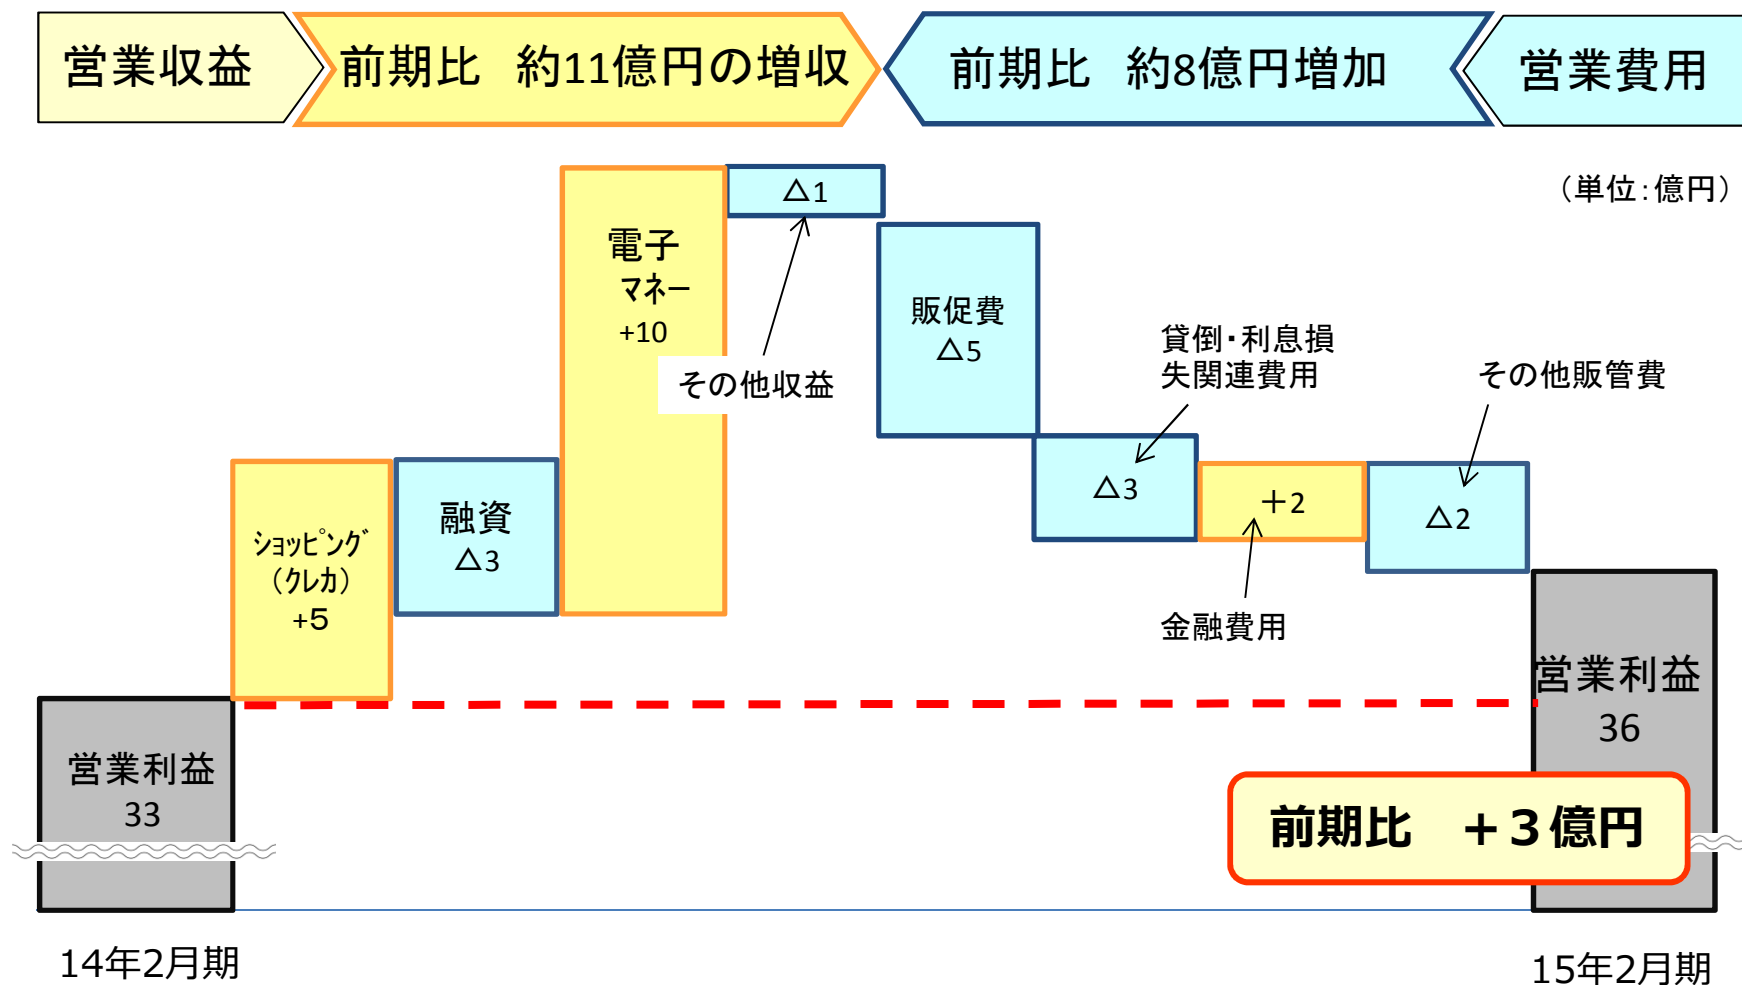 営業収益
前期比　約11億円の増収
前期比　約8億円増加
営業費用
（単位：億円）
△1
電子
マネー
+10
その他収益
販促費
△5
貸倒・利息損
失関連費用
△3
その他販管費
ｼｮｯﾋﾟﾝｸﾞ
（ｸﾚｶ）
+5
融資
△3
＋2
△2
金融費用
営業利益
33
営業利益
36
前期比　＋３億円
14年2月期
15年2月期